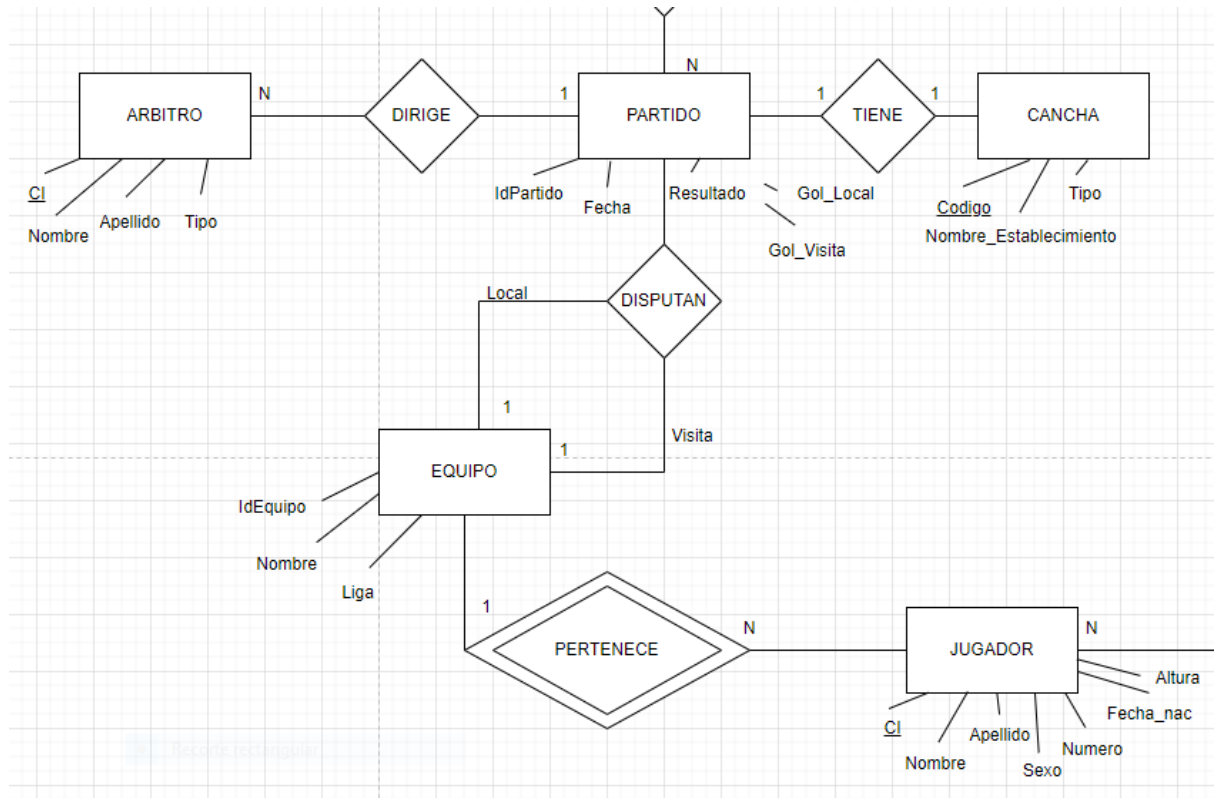 N
ARBITRO
N
DIRIGE
1
PARTIDO
1
TIENE
1
CANCHA
CI
Nombre
Apellido
Tipo
IdPartido
Fecha
Resultado
Gol_Local
Gol_Visita
Codigo
Nombre_Establecimiento
Tipo
Local
DISPUTAN
1
Visita
1
EQUIPO
IdEquipo
Nombre
Liga
1
PERTENECE
N
JUGADOR
N
Altura
Fecha_nac
CI
Nombre
Apellido
Sexo
Numero
Recorte rectangular